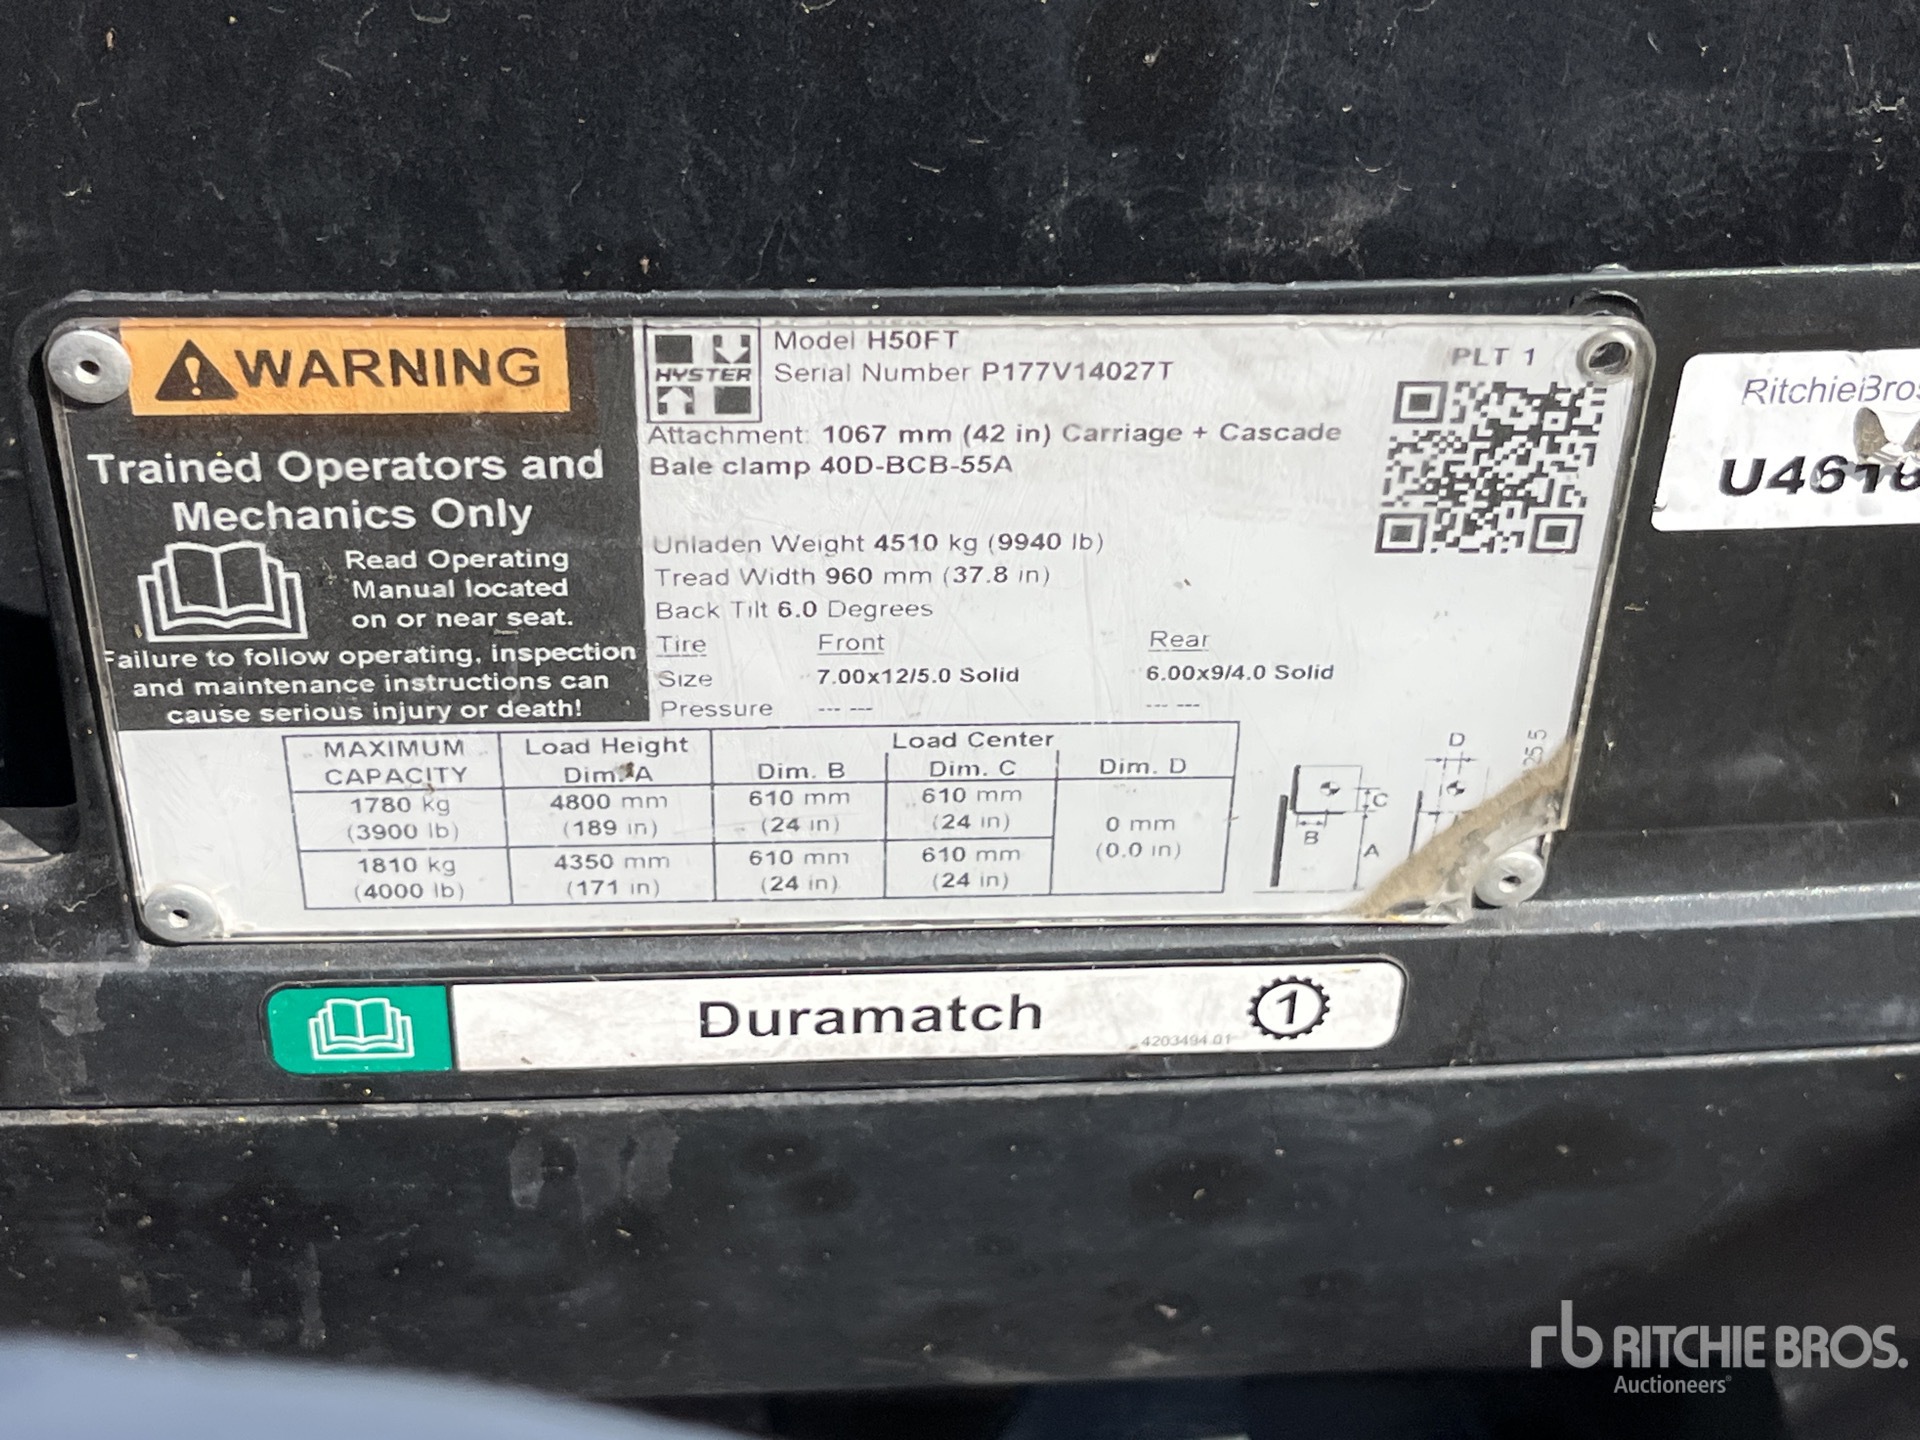 WARNING
Trained Operators and
Mechanics Only
Read Operating
Manual located
on or near seat.
Failure to follow operating, inspection
and maintenance instructions can
cause serious injury or death!
HYSTER
Model H50FT
Serial Number P177V14027T
PLT 1
Attachment: 1067 mm (42 in) Carriage + Cascade
Bale clamp 40D-BCB-55A
Unladen Weight 4510 kg (9940 lb)
Tread Width 960 mm (37.8 in)
Back Tilt 6.0 Degrees
Tire Front Rear
Size 7.00x12/5.0 Solid 6.00x9/4.0 Solid
Pressure --- --- --- ---
MAXIMUM Load Height Load Center
CAPACITY Dim. A Dim. B Dim. C Dim. D
1780 kg 4800 mm 610 mm 610 mm
(3900 lb) (189 in) (24 in) (24 in)
0 mm
(0.0 in)
1810 kg 4350 mm 610 mm 610 mm
(4000 lb) (171 in) (24 in) (24 in)
B C A D
RitchieBros
Duramatch 1
4203494 01
rb RITCHIE BROS.
Auctioneers